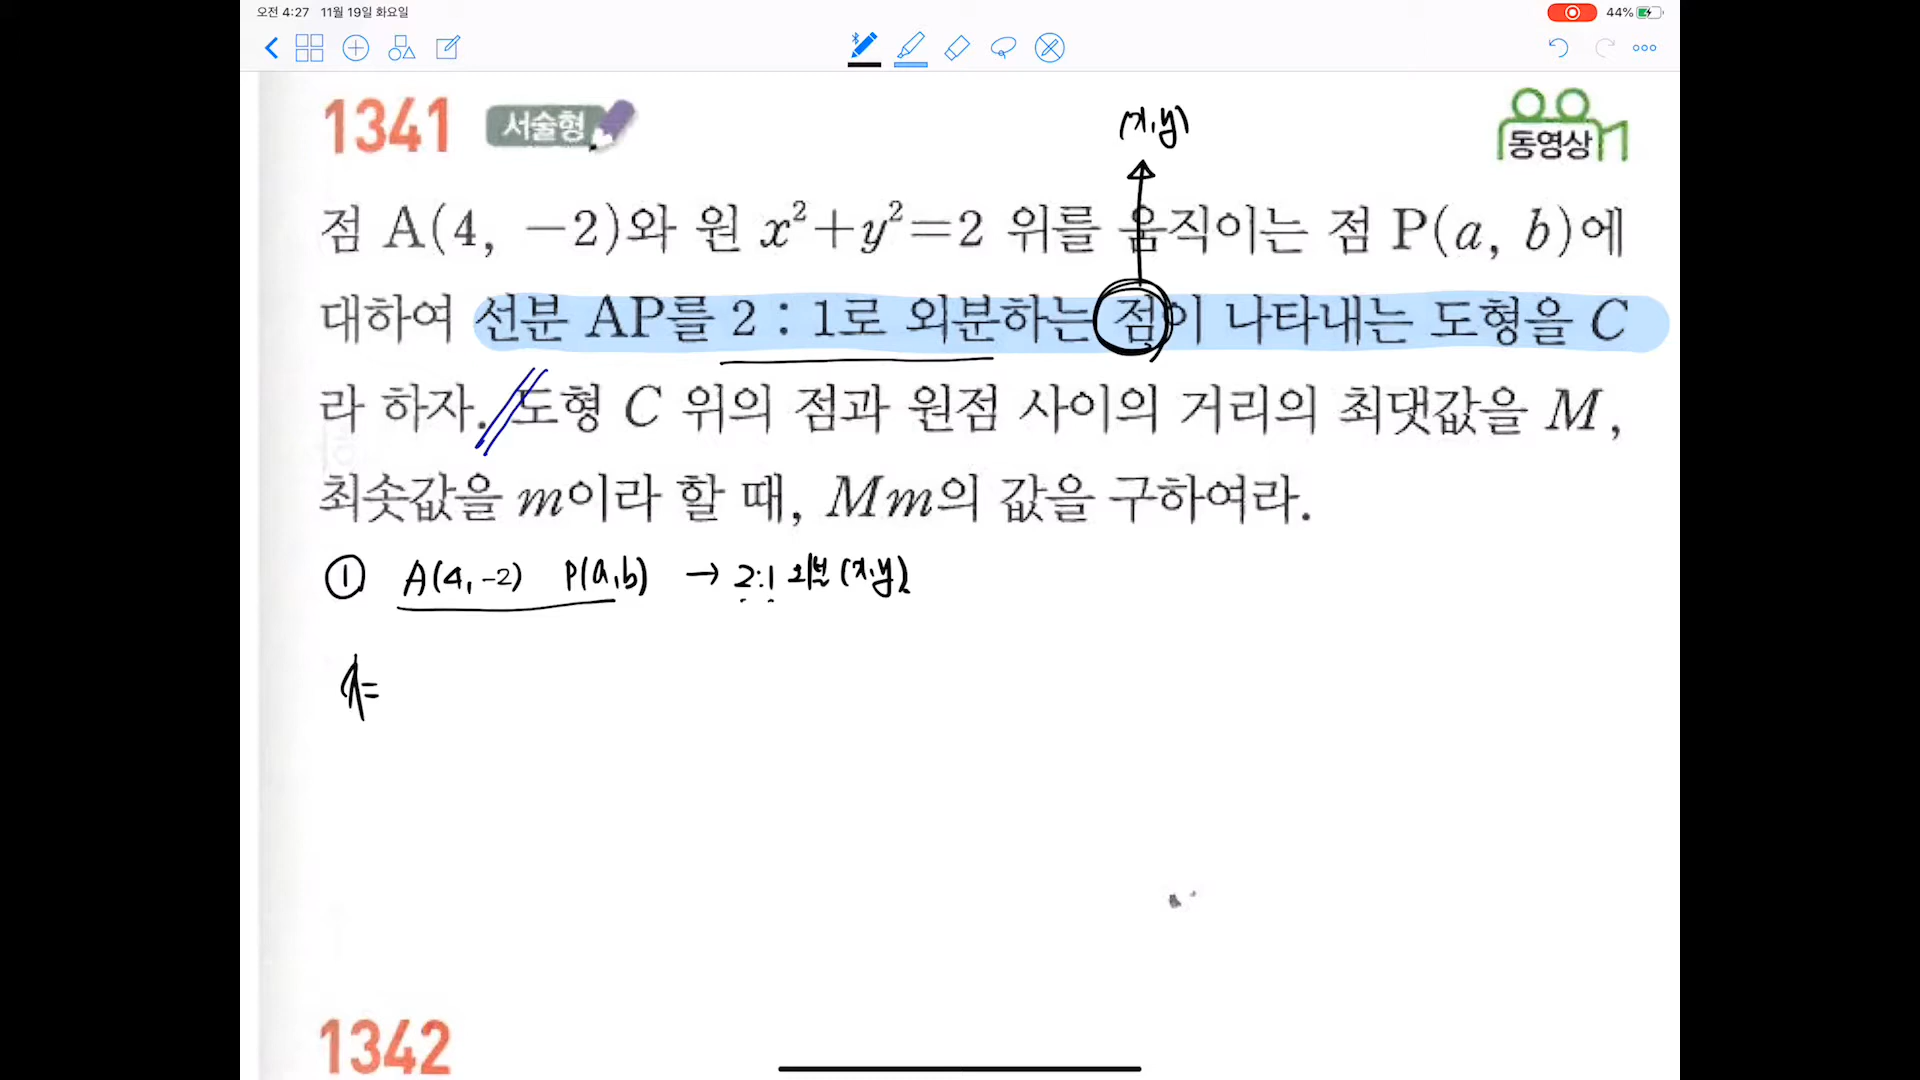 오전 4:27 11월 19일 화요일
44%
1341 서술형
동영상
(x, y)
점 A(4, −2)와 원 x²+y²=2 위를 움직이는 점 P(a, b)에
대하여 선분 AP를 2 : 1로 외분하는 점이 나타내는 도형을 C
라 하자. 도형 C 위의 점과 원점 사이의 거리의 최댓값을 M,
최솟값을 m이라 할 때, Mm의 값을 구하여라.
① A(4, -2) P(a, b) → 2:1 외분 (x, y)
x=
1342